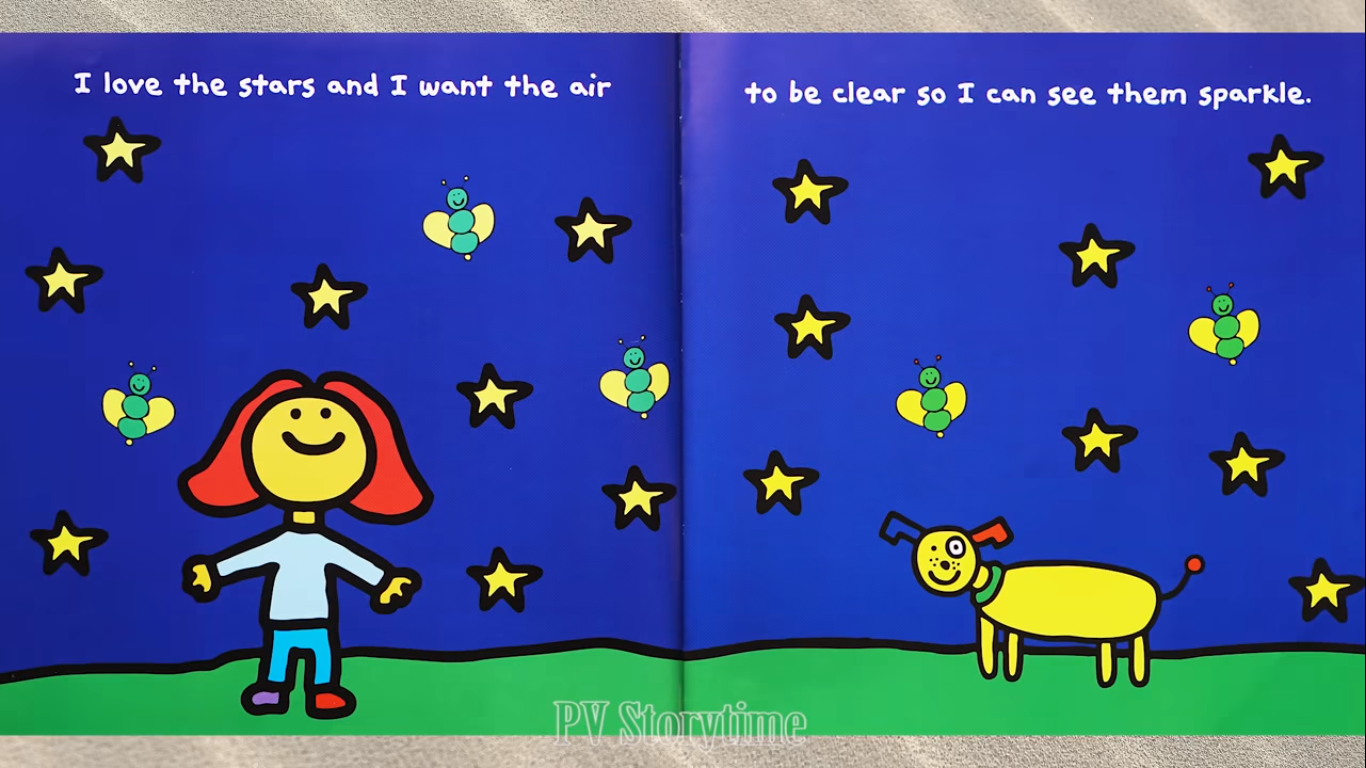 I love the stars and I want the air
to be clear so I can see them sparkle.
PV Storytime